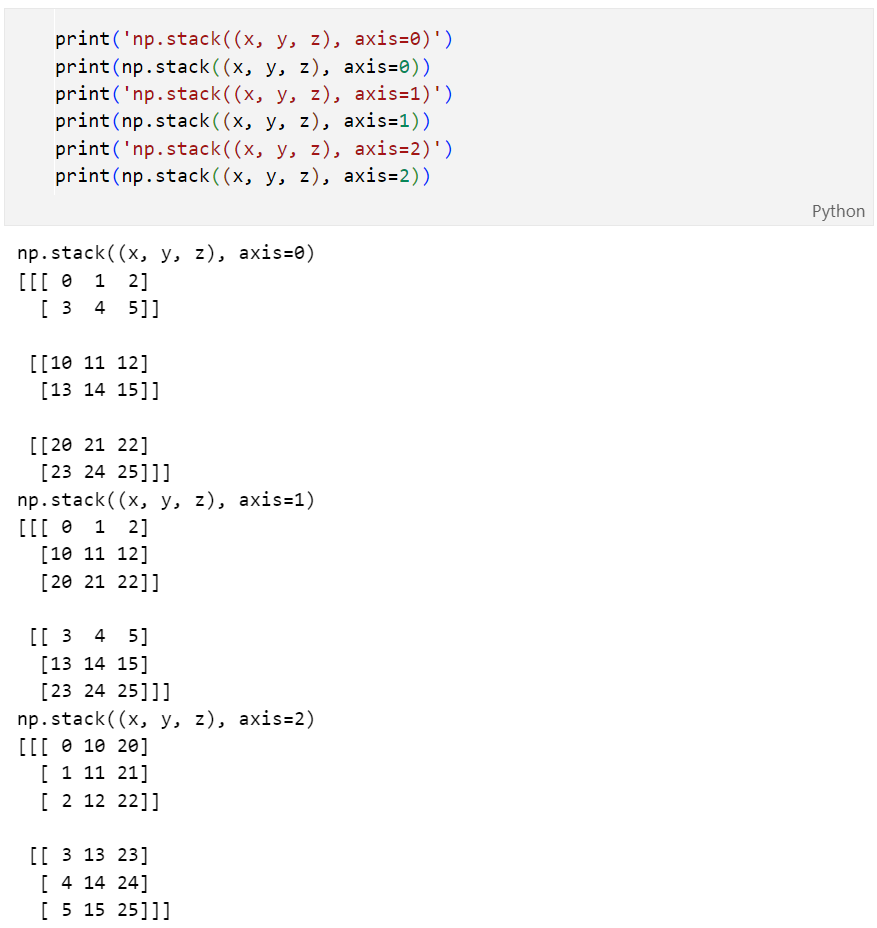 print('np.stack((x, y, z), axis=0)')
print(np.stack((x, y, z), axis=0))
print('np.stack((x, y, z), axis=1)')
print(np.stack((x, y, z), axis=1))
print('np.stack((x, y, z), axis=2)')
print(np.stack((x, y, z), axis=2))
Python
np.stack((x, y, z), axis=0)
[[[ 0  1  2]
  [ 3  4  5]]

 [[10 11 12]
  [13 14 15]]

 [[20 21 22]
  [23 24 25]]]
np.stack((x, y, z), axis=1)
[[[ 0  1  2]
  [10 11 12]
  [20 21 22]]

 [[ 3  4  5]
  [13 14 15]
  [23 24 25]]]
np.stack((x, y, z), axis=2)
[[[ 0 10 20]
  [ 1 11 21]
  [ 2 12 22]]

 [[ 3 13 23]
  [ 4 14 24]
  [ 5 15 25]]]